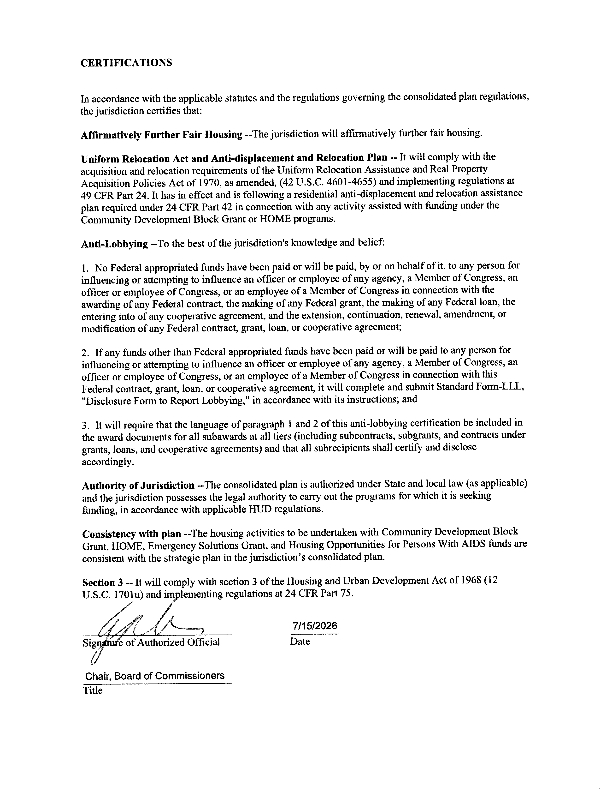 CERTIFICATIONS
In accordance with the applicable statutes and the regulations governing the consolidated plan regulations,
the jurisdiction certifies that:
Affirmatively Further Fair Housing --The jurisdiction will affirmatively further fair housing.
Uniform Relocation Act and Anti-displacement and Relocation Plan -- It will comply with the
acquisition and relocation requirements of the Uniform Relocation Assistance and Real Property
Acquisition Policies Act of 1970, as amended, (42 U.S.C. 4601-4655) and implementing regulations at
49 CFR Part 24. It has in effect and is following a residential anti-displacement and relocation assistance
plan required under 24 CFR Part 42 in connection with any activity assisted with funding under the
Community Development Block Grant or HOME programs.
Anti-Lobbying --To the best of the jurisdiction's knowledge and belief:
1. No Federal appropriated funds have been paid or will be paid, by or on behalf of it, to any person for
influencing or attempting to influence an officer or employee of any agency, a Member of Congress, an
officer or employee of Congress, or an employee of a Member of Congress in connection with the
awarding of any Federal contract, the making of any Federal grant, the making of any Federal loan, the
entering into of any cooperative agreement, and the extension, continuation, renewal, amendment, or
modification of any Federal contract, grant, loan, or cooperative agreement;
2. If any funds other than Federal appropriated funds have been paid or will be paid to any person for
influencing or attempting to influence an officer or employee of any agency, a Member of Congress, an
officer or employee of Congress, or an employee of a Member of Congress in connection with this
Federal contract, grant, loan, or cooperative agreement, it will complete and submit Standard Form-LLL,
"Disclosure Form to Report Lobbying," in accordance with its instructions; and
3. It will require that the language of paragraph 1 and 2 of this anti-lobbying certification be included in
the award documents for all subawards at all tiers (including subcontracts, subgrants, and contracts under
grants, loans, and cooperative agreements) and that all subrecipients shall certify and disclose
accordingly.
Authority of Jurisdiction --The consolidated plan is authorized under State and local law (as applicable)
and the jurisdiction possesses the legal authority to carry out the programs for which it is seeking
funding, in accordance with applicable HUD regulations.
Consistency with plan --The housing activities to be undertaken with Community Development Block
Grant, HOME, Emergency Solutions Grant, and Housing Opportunities for Persons With AIDS funds are
consistent with the strategic plan in the jurisdiction's consolidated plan.
Section 3 -- It will comply with section 3 of the Housing and Urban Development Act of 1968 (12
U.S.C. 1701u) and implementing regulations at 24 CFR Part 75.
7/15/2026
Signature of Authorized Official Date
Chair, Board of Commissioners
Title